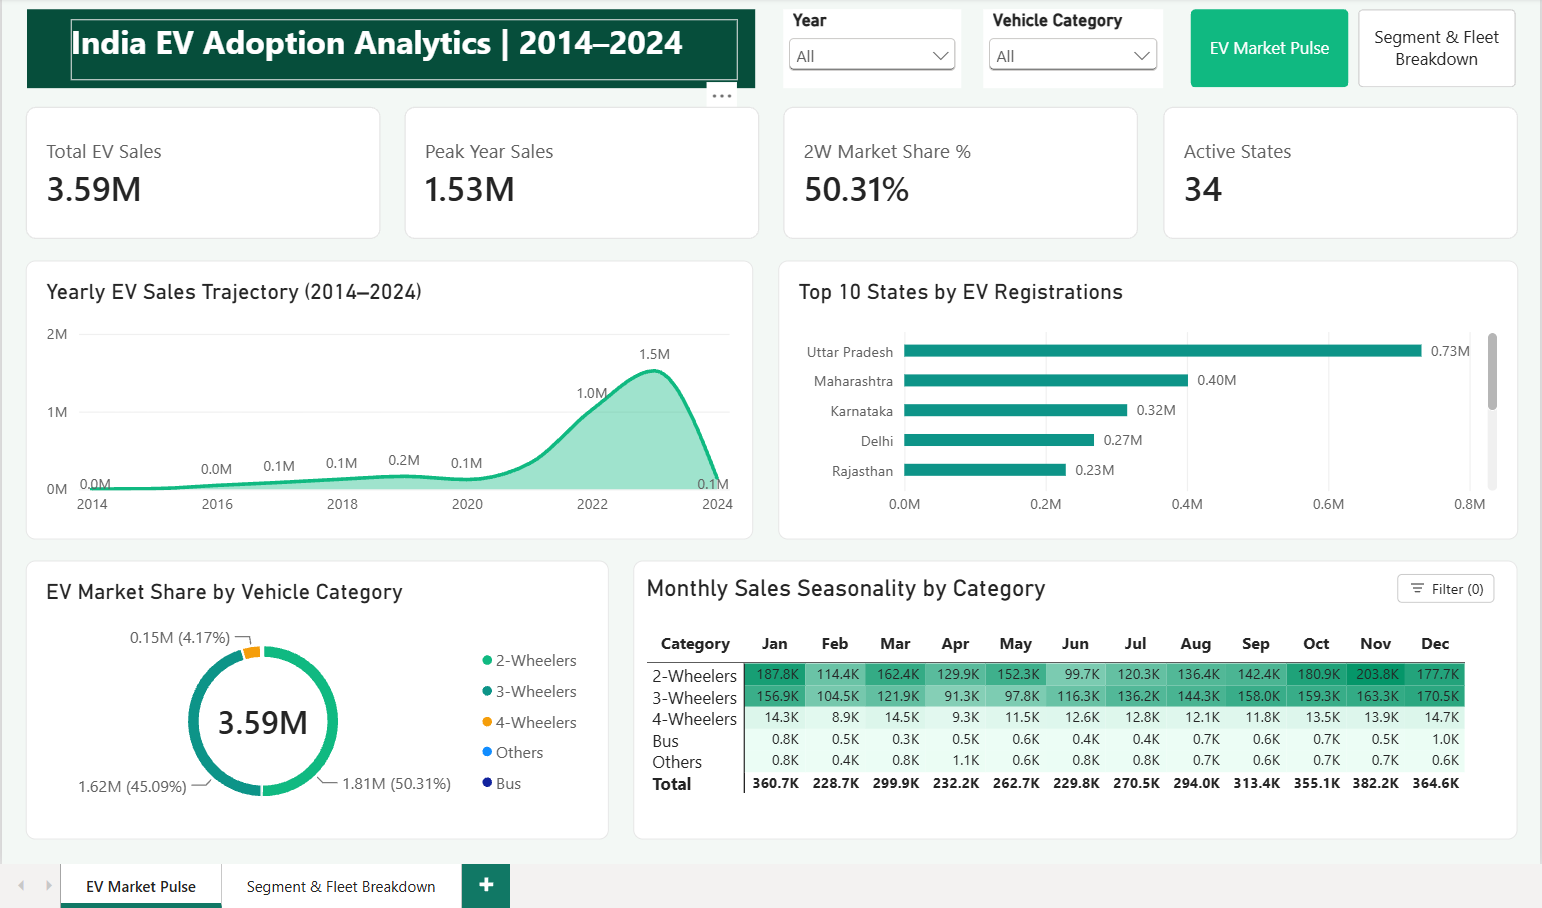 India EV Adoption Analytics | 2014–2024
Year
All
Vehicle Category
All
EV Market Pulse
Segment & Fleet
Breakdown
Total EV Sales
3.59M
Peak Year Sales
1.53M
2W Market Share %
50.31%
Active States
34
Yearly EV Sales Trajectory (2014–2024)
2M
1M
0M
0.0M
0.0M
0.1M
0.1M
0.2M
0.1M
1.0M
1.5M
0.1M
2014 2016 2018 2020 2022 2024
Top 10 States by EV Registrations
Uttar Pradesh 0.73M
Maharashtra 0.40M
Karnataka 0.32M
Delhi 0.27M
Rajasthan 0.23M
0.0M 0.2M 0.4M 0.6M 0.8M
EV Market Share by Vehicle Category
0.15M (4.17%)
3.59M
1.62M (45.09%)
1.81M (50.31%)
2-Wheelers
3-Wheelers
4-Wheelers
Others
Bus
Monthly Sales Seasonality by Category
Filter (0)
Category Jan Feb Mar Apr May Jun Jul Aug Sep Oct Nov Dec
2-Wheelers 187.8K 114.4K 162.4K 129.9K 152.3K 99.7K 120.3K 136.4K 142.4K 180.9K 203.8K 177.7K
3-Wheelers 156.9K 104.5K 121.9K 91.3K 97.8K 116.3K 136.2K 144.3K 158.0K 159.3K 163.3K 170.5K
4-Wheelers 14.3K 8.9K 14.5K 9.3K 11.5K 12.6K 12.8K 12.1K 11.8K 13.5K 13.9K 14.7K
Bus 0.8K 0.5K 0.3K 0.5K 0.6K 0.4K 0.4K 0.7K 0.6K 0.7K 0.5K 1.0K
Others 0.8K 0.4K 0.8K 1.1K 0.6K 0.8K 0.8K 0.7K 0.6K 0.7K 0.7K 0.6K
Total 360.7K 228.7K 299.9K 232.2K 262.7K 229.8K 270.5K 294.0K 313.4K 355.1K 382.2K 364.6K
EV Market Pulse
Segment & Fleet Breakdown